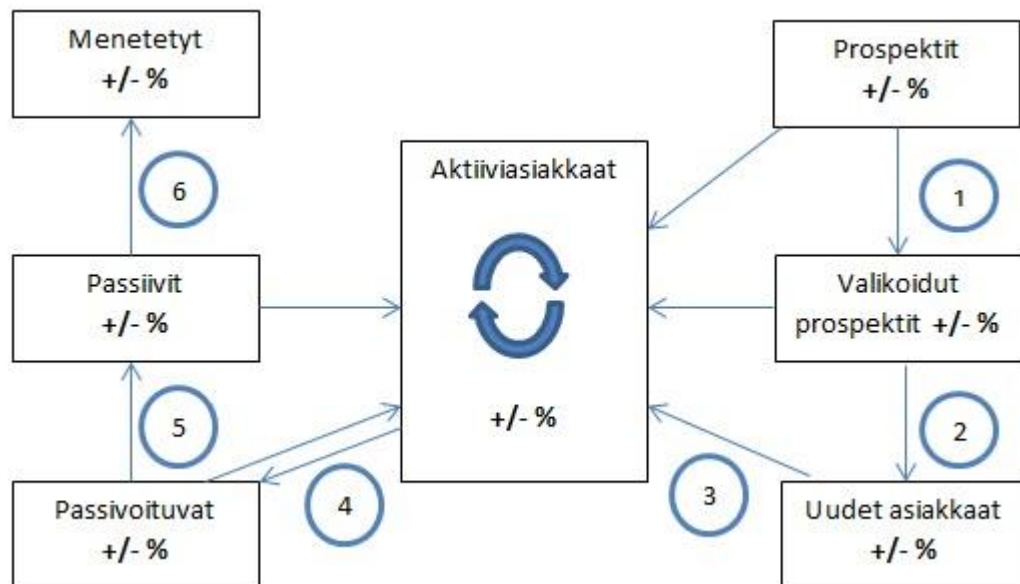 Menetetyt
+/- %
Prospektit
+/- %
Aktiiviasiakkaat
6
1
Passiivit
+/- %
Valikoidut
prospektit +/- %
+/- %
5
2
4
3
Passivoituvat
+/- %
Uudet asiakkaat
+/- %